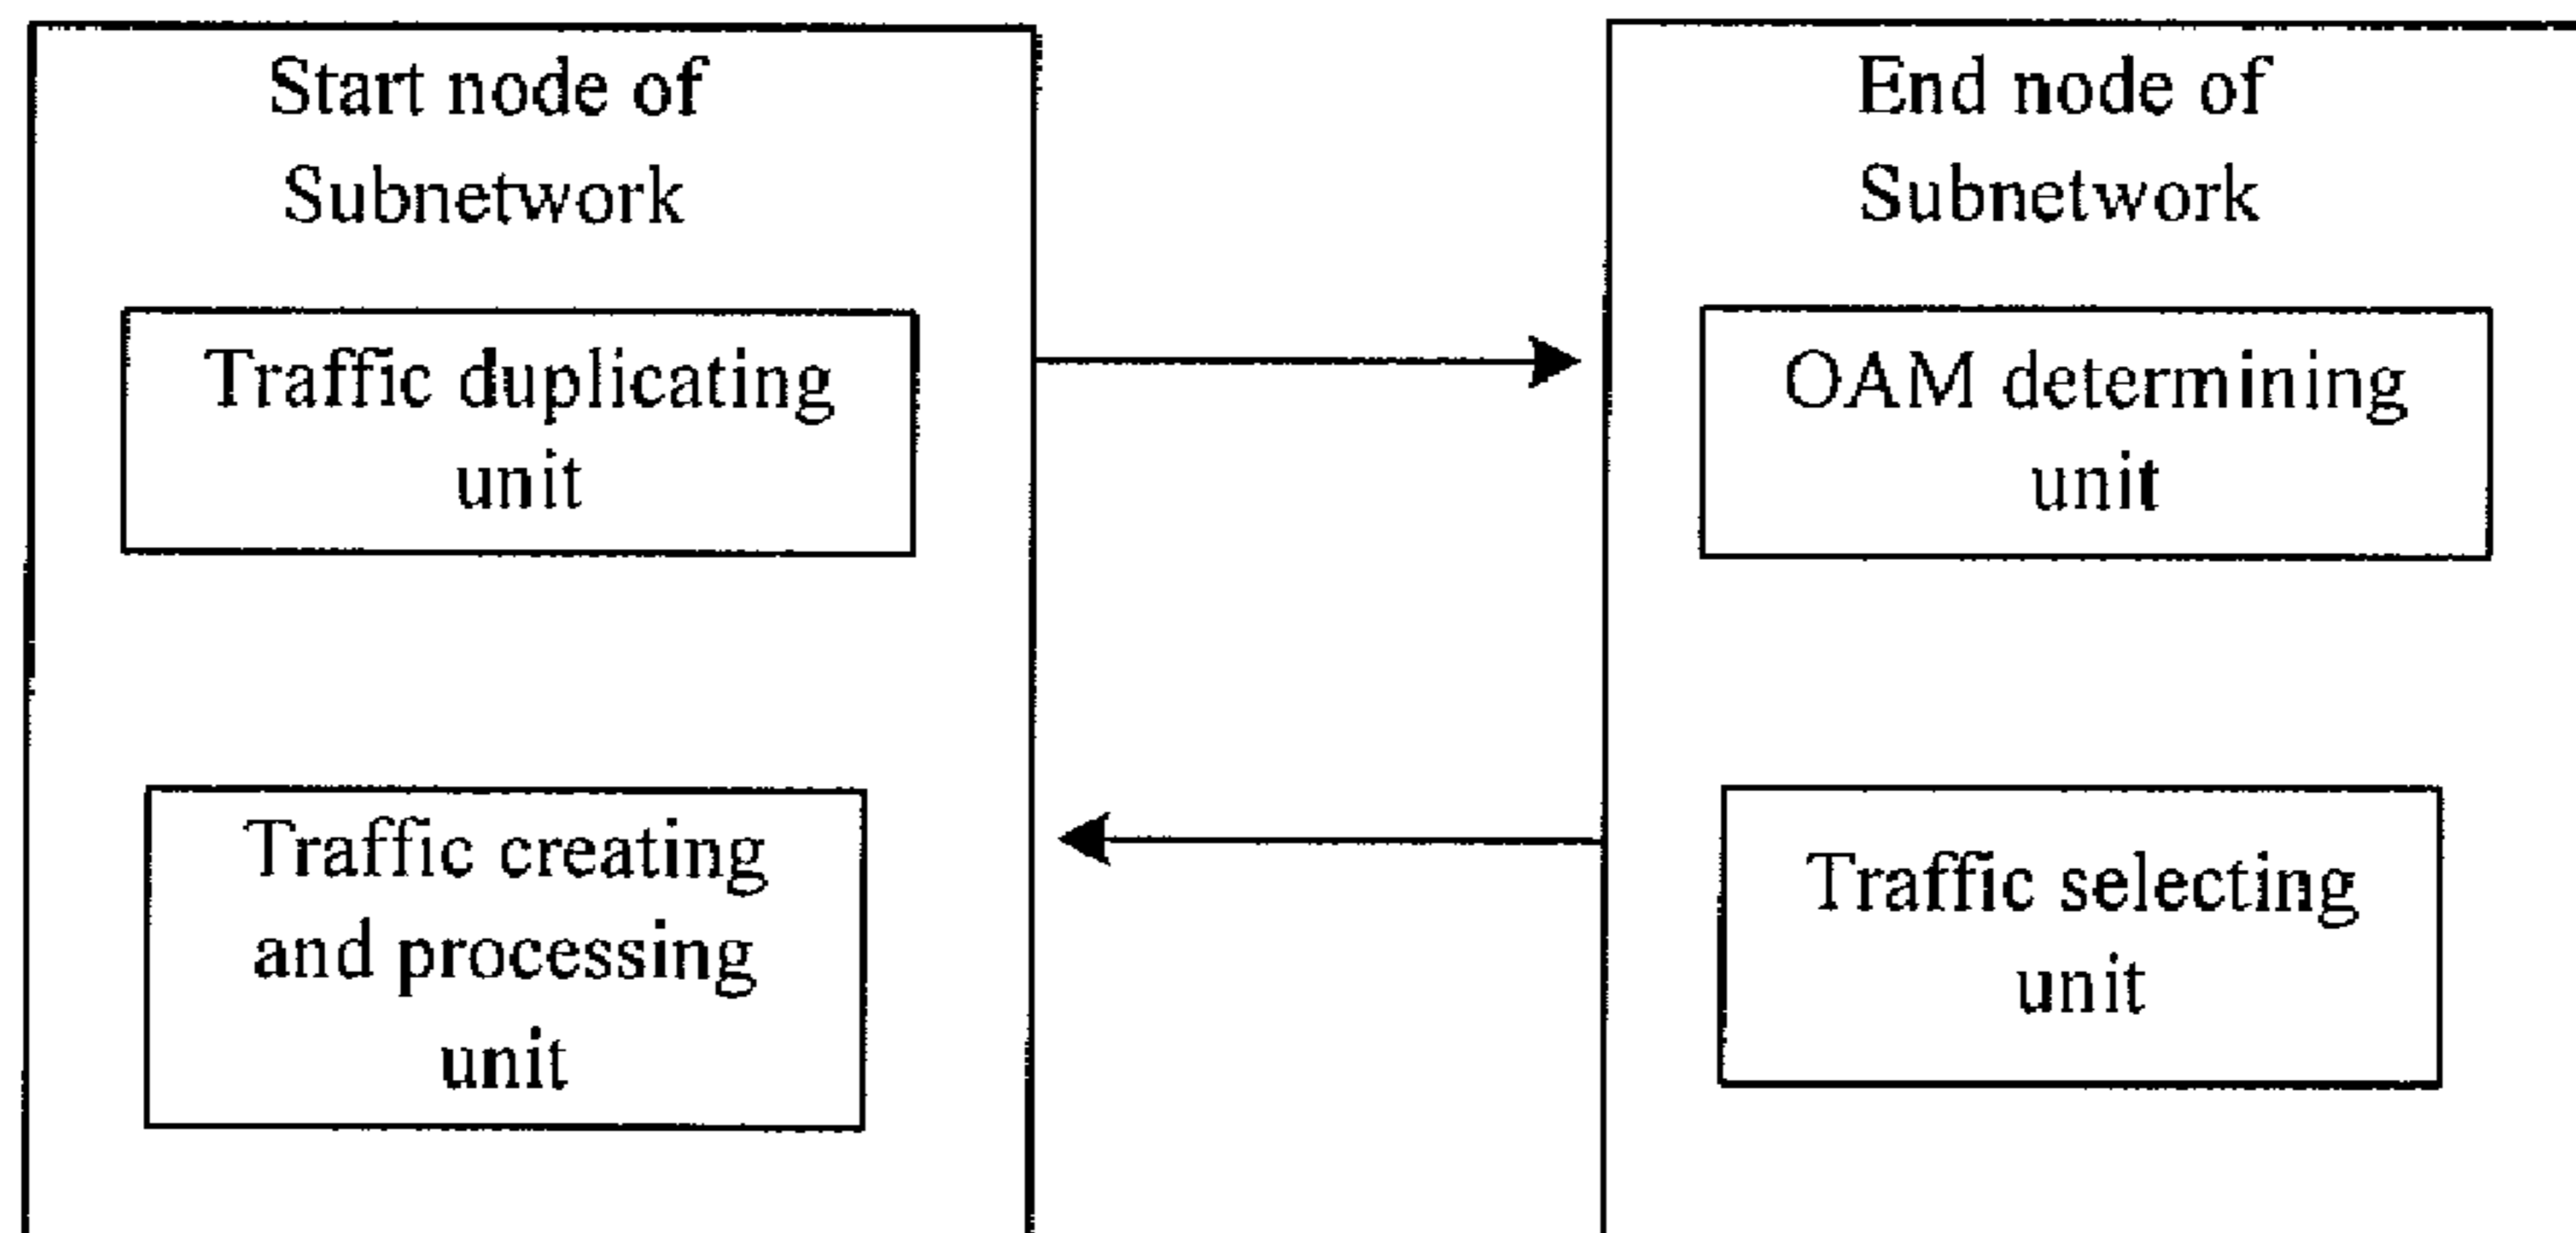 Start node of
Subnetwork
Traffic duplicating
unit
Traffic creating
and processing
unit
End node of
Subnetwork
OAM determining
unit
Traffic selecting
unit